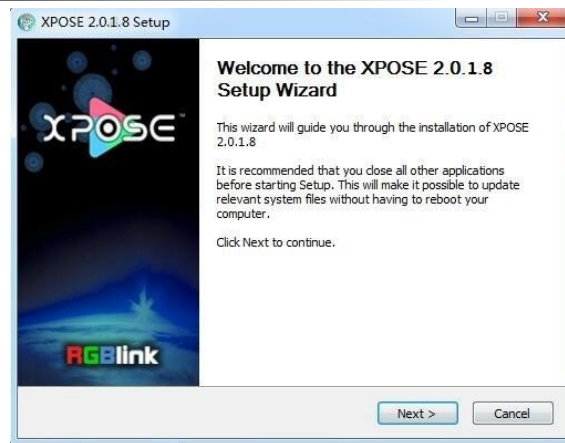 XPOSE 2.0.1.8 Setup
XPOSE™
RGBlink
Welcome to the XPOSE 2.0.1.8
Setup Wizard
This wizard will guide you through the installation of XPOSE
2.0.1.8
It is recommended that you close all other applications
before starting Setup. This will make it possible to update
relevant system files without having to reboot your
computer.
Click Next to continue.
Next >
Cancel